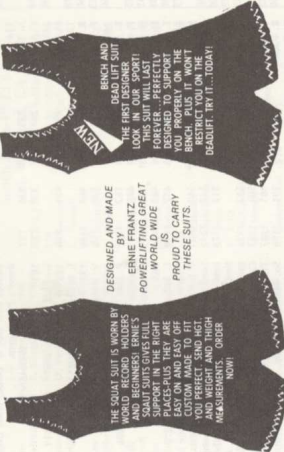 THE SQUAT SUIT IS WORN BY
WORLD RECORD HOLDERS
AND BEGINNERS! ERNIE'S
SQAUT SUITS GIVES FULL
SUPPORT IN THE RIGHT
PLACES-PLUS THEY ARE
EASY ON AND EASY OFF
CUSTOM MADE TO FIT
YOU PERFECT. SEND HGT.
AND WEIGHT AND THIGH
MEASUREMENTS. ORDER
NOW!
DESIGNED AND MADE
BY
ERNIE FRANTZ
POWERLIFTING GREAT
WORLD WIDE
IS
PROUD TO CARRY
THESE SUITS.
NEW
BENCH AND
DEAD LIFT SUIT
THE FIRST DESIGNER
LOOK IN OUR SPORT!
THIS SUIT WILL LAST
FOREVER...PERFECTLY
DESIGNED TO SUPPORT
YOU PROPERLY ON THE
BENCH. PLUS IT WON'T
RESTRICT YOU ON THE
DEADLIFT. TRY IT...TODAY!